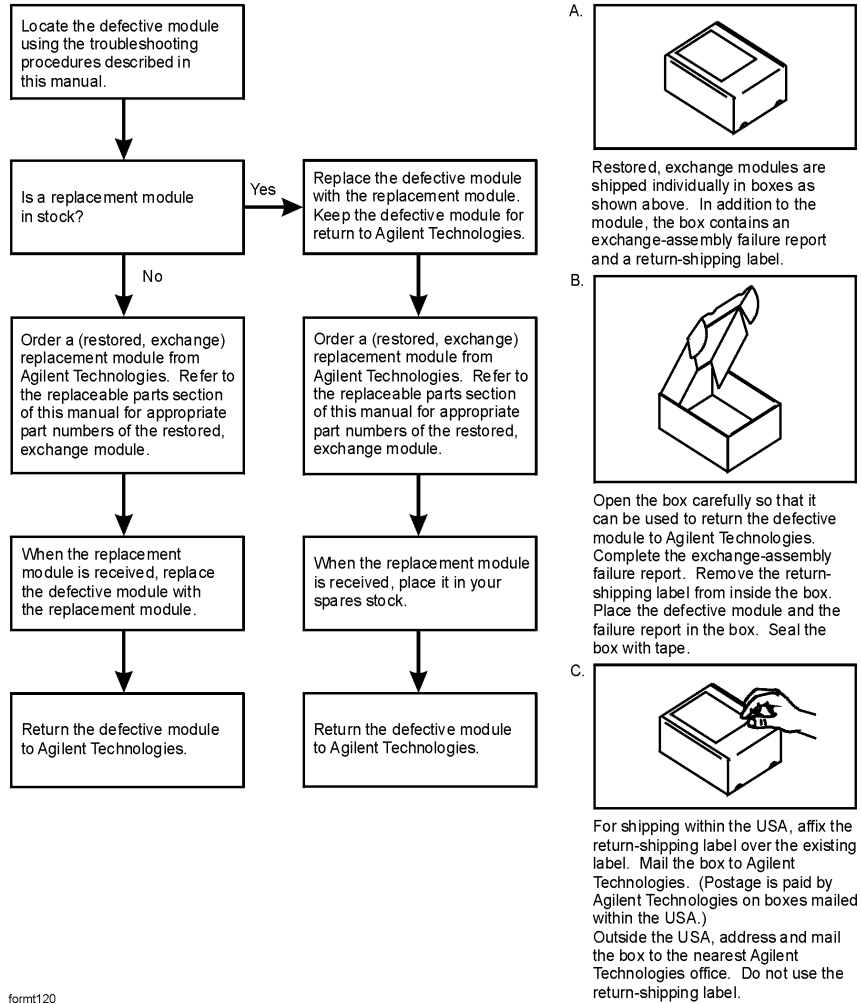 Locate the defective module
using the troubleshooting
procedures described in
this manual.
Is a replacement module
in stock?
Yes
Replace the defective module
with the replacement module.
Keep the defective module for
return to Agilent Technologies.
No
Order a (restored, exchange)
replacement module from
Agilent Technologies. Refer to
the replaceable parts section
of this manual for appropriate
part numbers of the restored,
exchange module.
Order a (restored, exchange)
replacement module from
Agilent Technologies. Refer to
the replaceable parts section
of this manual for appropriate
part numbers of the restored,
exchange module.
When the replacement
module is received, replace
the defective module with
the replacement module.
When the replacement module
is received, place it in your
spares stock.
Return the defective module
to Agilent Technologies.
Return the defective module
to Agilent Technologies.
A.
Restored, exchange modules are
shipped individually in boxes as
shown above. In addition to the
module, the box contains an
exchange-assembly failure report
and a return-shipping label.
B.
Open the box carefully so that it
can be used to return the defective
module to Agilent Technologies.
Complete the exchange-assembly
failure report. Remove the return-
shipping label from inside the box.
Place the defective module and the
failure report in the box. Seal the
box with tape.
C.
For shipping within the USA, affix the
return-shipping label over the existing
label. Mail the box to Agilent
Technologies. (Postage is paid by
Agilent Technologies on boxes mailed
within the USA.)
Outside the USA, address and mail
the box to the nearest Agilent
Technologies office. Do not use the
return-shipping label.
formt120